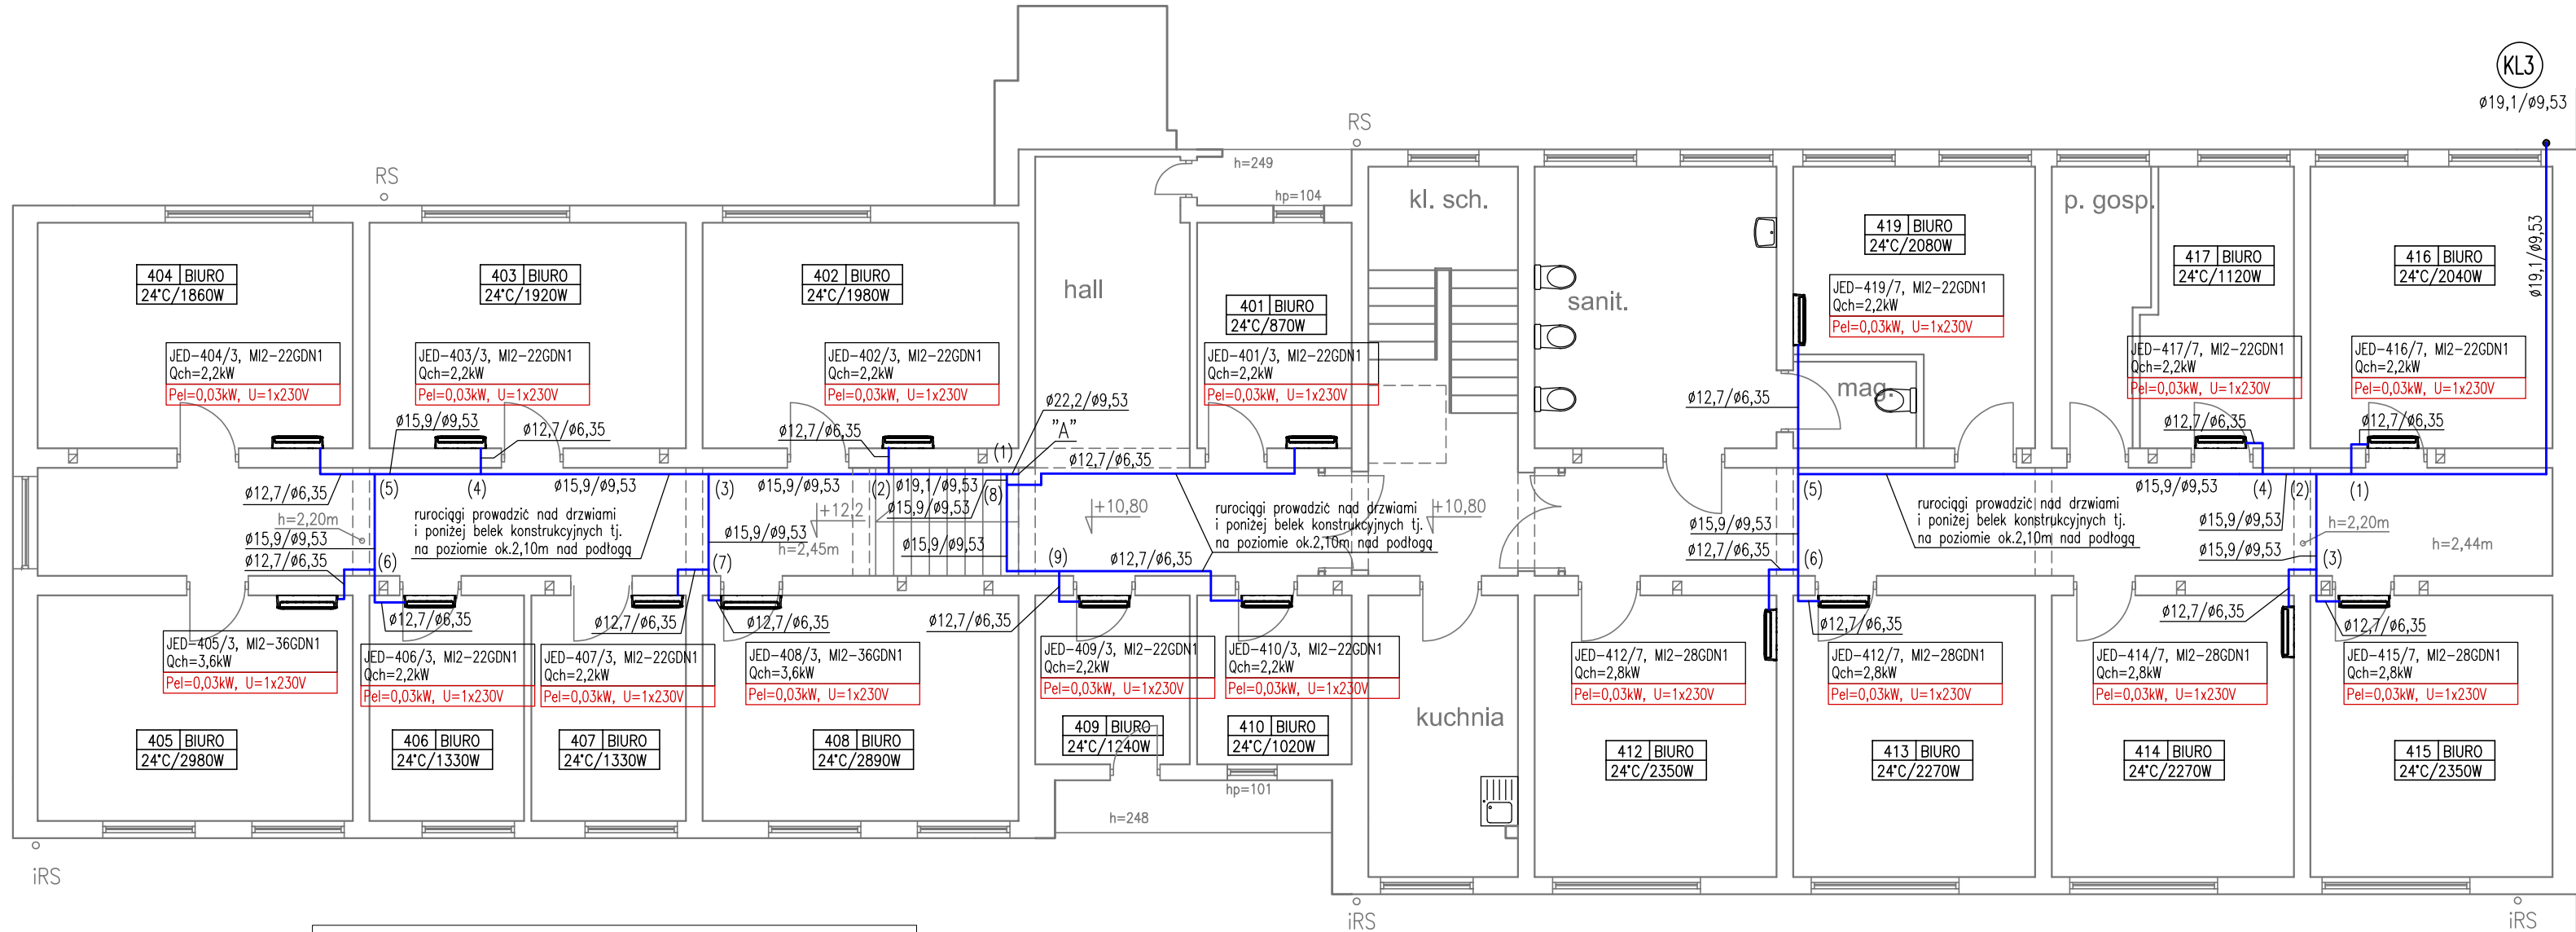 KL3
ø19,1/ø9,53
RS
RS
h=249
hp=104
kl. sch.
p. gosp.
hall
sanit.
mag.
kuchnia
ø19,1/ø9,53
404 BIURO
24°C/1860W
403 BIURO
24°C/1920W
402 BIURO
24°C/1980W
401 BIURO
24°C/870W
419 BIURO
24°C/2080W
417 BIURO
24°C/1120W
416 BIURO
24°C/2040W
JED-404/3, MI2-22GDN1
Qch=2,2kW
Pel=0,03kW, U=1x230V
JED-403/3, MI2-22GDN1
Qch=2,2kW
Pel=0,03kW, U=1x230V
JED-402/3, MI2-22GDN1
Qch=2,2kW
Pel=0,03kW, U=1x230V
JED-401/3, MI2-22GDN1
Qch=2,2kW
Pel=0,03kW, U=1x230V
JED-419/7, MI2-22GDN1
Qch=2,2kW
Pel=0,03kW, U=1x230V
JED-417/7, MI2-22GDN1
Qch=2,2kW
Pel=0,03kW, U=1x230V
JED-416/7, MI2-22GDN1
Qch=2,2kW
Pel=0,03kW, U=1x230V
ø15,9/ø9,53
ø12,7/ø6,35
ø12,7/ø6,35
ø22,2/ø9,53
"A"
(1)
ø12,7/ø6,35
ø12,7/ø6,35
ø12,7/ø6,35
ø12,7/ø6,35
ø12,7/ø6,35
(5)
(4)
ø15,9/ø9,53
(3)
ø15,9/ø9,53
(2)
ø19,1/ø9,53
(8)
ø15,9/ø9,53
(5)
ø15,9/ø9,53
(4)
(2)
(1)
h=2,20m
rurociągi prowadzić nad drzwiami
i poniżej belek konstrukcyjnych tj.
na poziomie ok.2,10m nad podłogą
+12,2
h=2,45m
+10,80
rurociągi prowadzić nad drzwiami
i poniżej belek konstrukcyjnych tj.
na poziomie ok.2,10m nad podłogą
+10,80
rurociągi prowadzić nad drzwiami
i poniżej belek konstrukcyjnych tj.
na poziomie ok.2,10m nad podłogą
h=2,20m
h=2,44m
ø15,9/ø9,53
ø12,7/ø6,35
(6)
ø15,9/ø9,53
(7)
ø15,9/ø9,53
(9)
ø12,7/ø6,35
ø15,9/ø9,53
ø12,7/ø6,35
(6)
ø15,9/ø9,53
ø15,9/ø9,53
(3)
ø12,7/ø6,35
ø12,7/ø6,35
ø12,7/ø6,35
ø12,7/ø6,35
ø12,7/ø6,35
ø12,7/ø6,35
ø12,7/ø6,35
JED-405/3, MI2-36GDN1
Qch=3,6kW
Pel=0,03kW, U=1x230V
JED-406/3, MI2-22GDN1
Qch=2,2kW
Pel=0,03kW, U=1x230V
JED-407/3, MI2-22GDN1
Qch=2,2kW
Pel=0,03kW, U=1x230V
JED-408/3, MI2-36GDN1
Qch=3,6kW
Pel=0,03kW, U=1x230V
JED-409/3, MI2-22GDN1
Qch=2,2kW
Pel=0,03kW, U=1x230V
JED-410/3, MI2-22GDN1
Qch=2,2kW
Pel=0,03kW, U=1x230V
JED-412/7, MI2-28GDN1
Qch=2,8kW
Pel=0,03kW, U=1x230V
JED-412/7, MI2-28GDN1
Qch=2,8kW
Pel=0,03kW, U=1x230V
JED-414/7, MI2-28GDN1
Qch=2,8kW
Pel=0,03kW, U=1x230V
JED-415/7, MI2-28GDN1
Qch=2,8kW
Pel=0,03kW, U=1x230V
405 BIURO
24°C/2980W
406 BIURO
24°C/1330W
407 BIURO
24°C/1330W
408 BIURO
24°C/2890W
409 BIURO
24°C/1240W
410 BIURO
24°C/1020W
412 BIURO
24°C/2350W
413 BIURO
24°C/2270W
414 BIURO
24°C/2270W
415 BIURO
24°C/2350W
hp=101
h=248
iRS
iRS
iRS